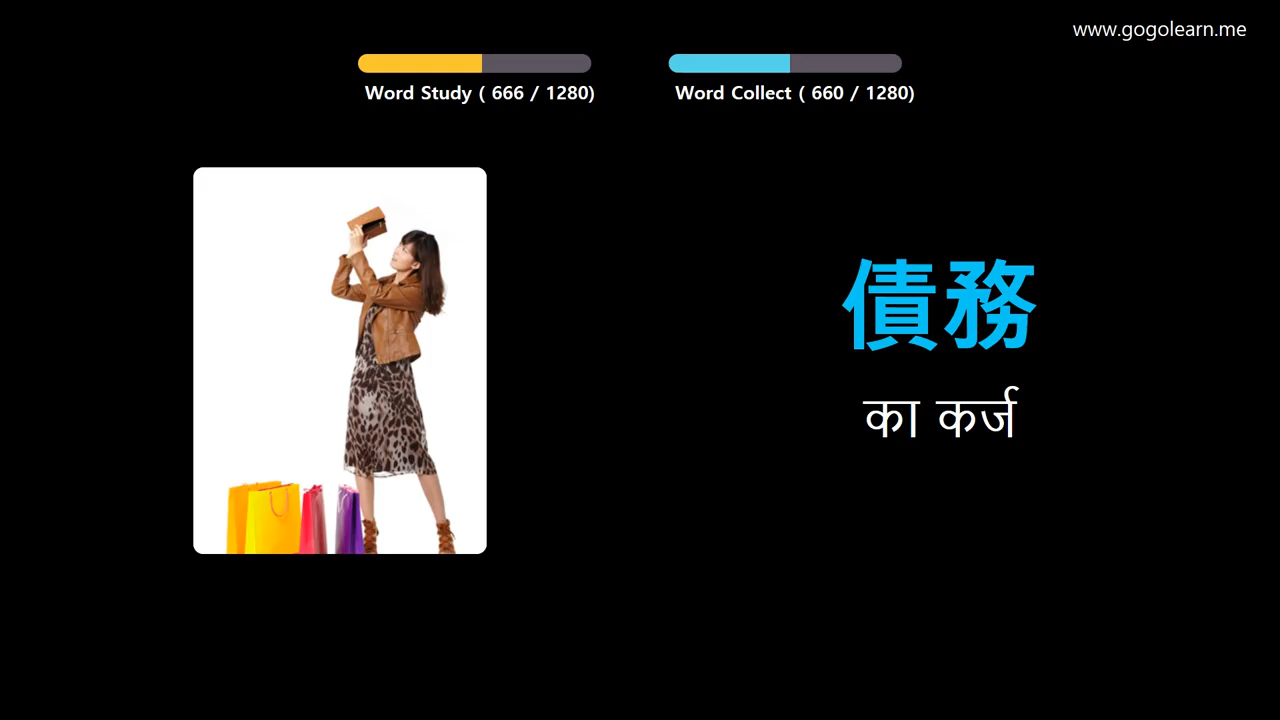 www.gogolearn.me
Word Study ( 666 / 1280)
Word Collect ( 660 / 1280)
債務
का कर्ज